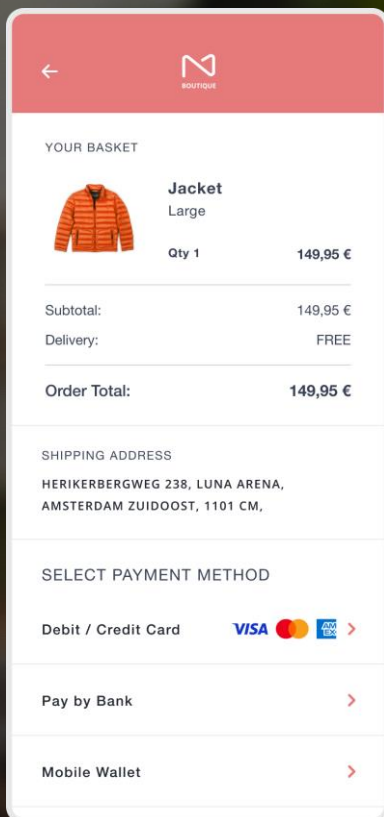 BOUTIQUE
YOUR BASKET
Jacket
Large
Qty 1 149,95 €
Subtotal: 149,95 €
Delivery: FREE
Order Total: 149,95 €
SHIPPING ADDRESS
HERIKERBERGWEG 238, LUNA ARENA,
AMSTERDAM ZUIDOOST, 1101 CM,
SELECT PAYMENT METHOD
Debit / Credit Card VISA AM EX
Pay by Bank
Mobile Wallet